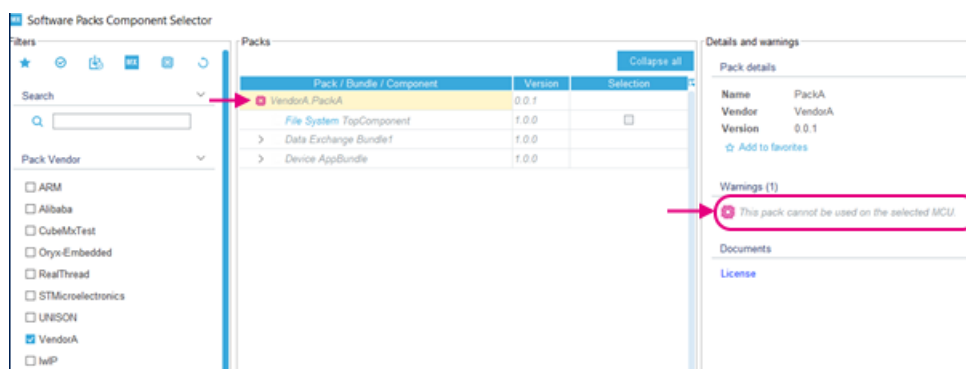 Software Packs Component Selector
Filters
Search
Pack Vendor
ARM
Alibaba
CubeMxTest
Oryx-Embedded
RealThread
STMicroelectronics
UNISON
VendorA
lwIP
Packs
Collapse all
Pack / Bundle / Component Version Selection
VendorA.PackA 0.0.1
File System TopComponent 1.0.0
Data Exchange Bundle1 1.0.0
Device AppBundle 1.0.0
Details and warnings
Pack details
Name PackA
Vendor VendorA
Version 0.0.1
Add to favorites
Warnings (1)
This pack cannot be used on the selected MCU.
Documents
License